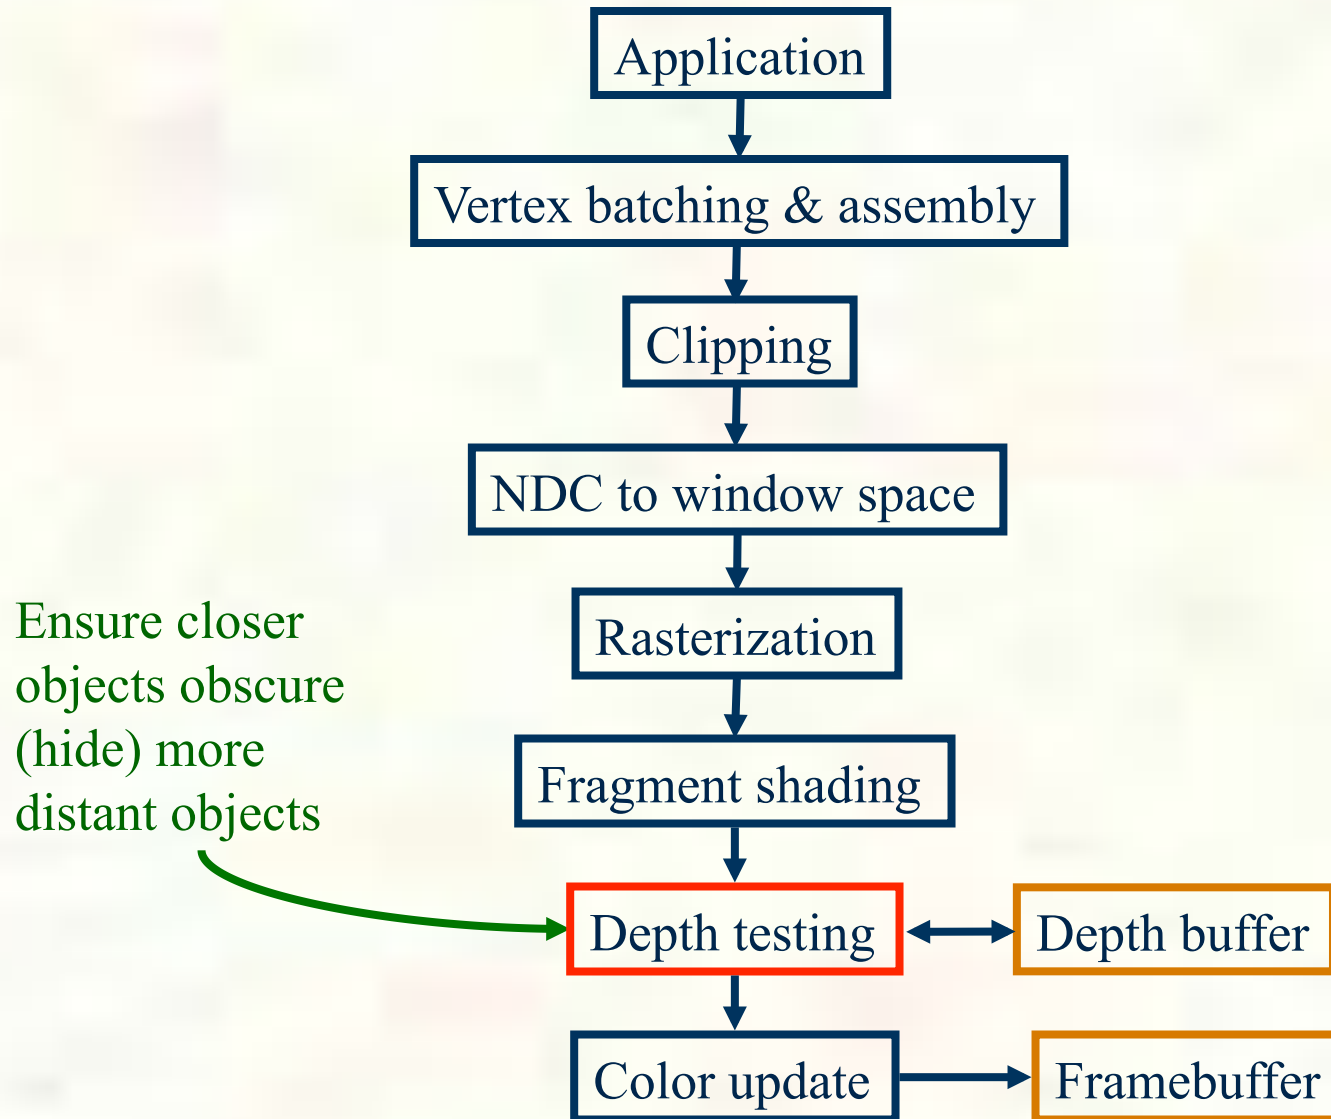 Application
Vertex batching & assembly
Clipping
NDC to window space
Rasterization
Ensure closer
objects obscure
(hide) more
distant objects
Fragment shading
Depth testing
Depth buffer
Color update
Framebuffer